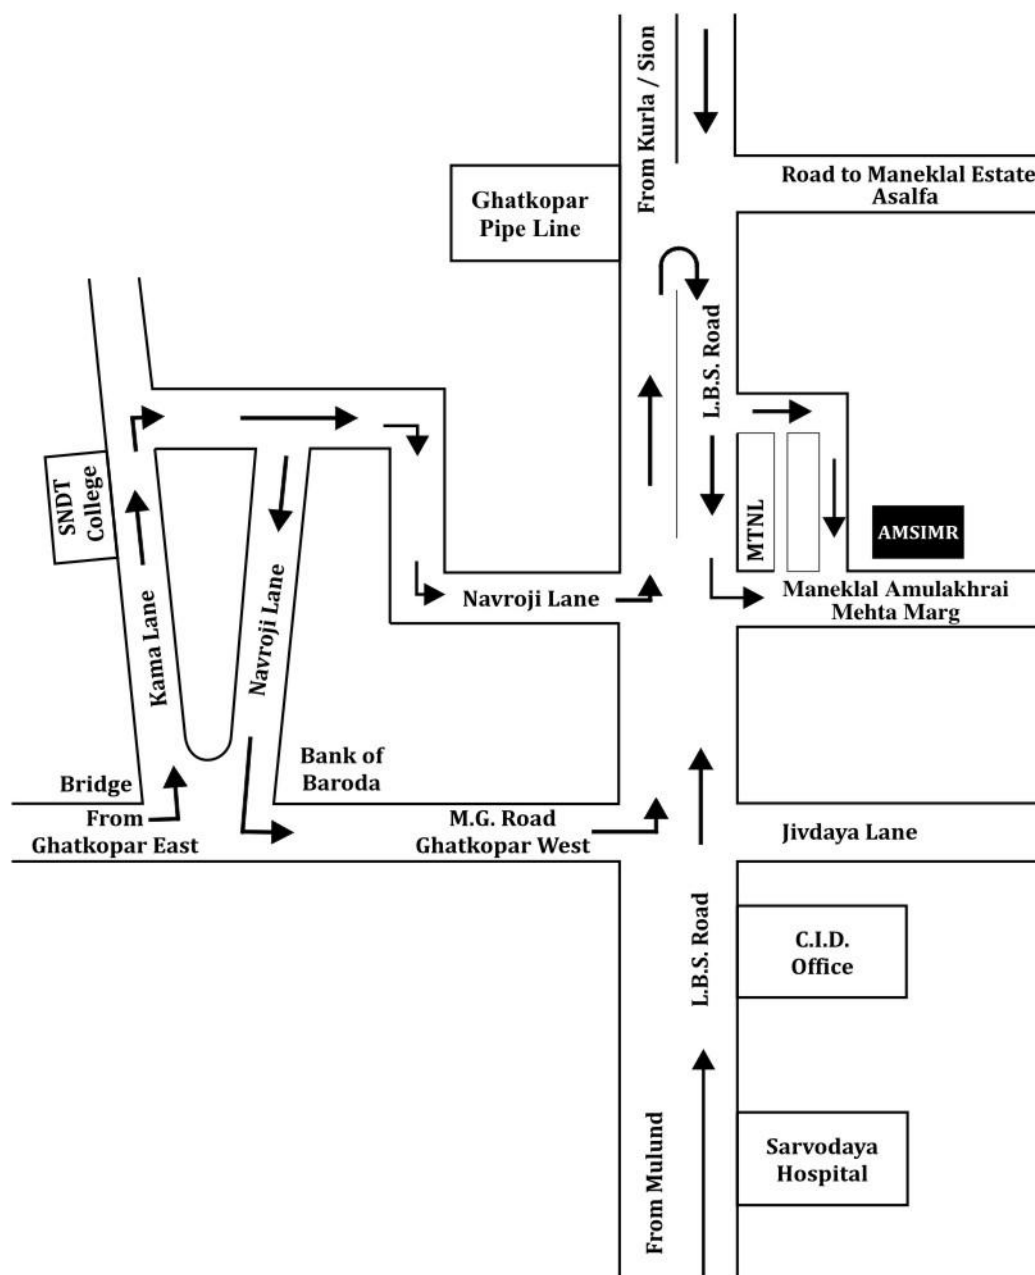 From Kurla / Sion
Road to Maneklal Estate
Asalfa
Ghatkopar
Pipe Line
L.B.S. Road
SNDT
College
MTNL
AMSIMR
Kama Lane
Navroji Lane
Navroji Lane
Maneklal Amulakhrai
Mehta Marg
Bridge
Bank of
Baroda
From
Ghatkopar East
M.G. Road
Ghatkopar West
Jivdaya Lane
L.B.S. Road
C.I.D.
Office
From Mulund
Sarvodaya
Hospital